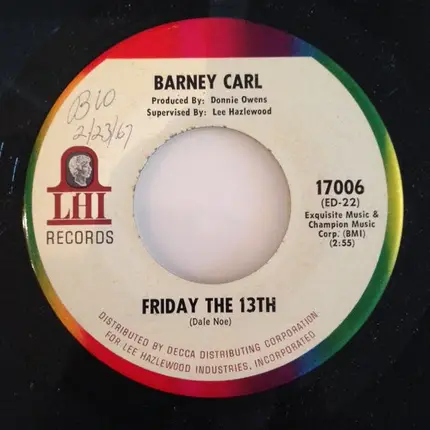 BARNEY CARL
Produced By: Donnie Owens
Supervised By: Lee Hazlewood
2/23/67
LHI
RECORDS
17006
(ED-22)
Exquisite Music &
Champion Music
Corp. (BMI)
(2:55)
FRIDAY THE 13TH
(Dale Noe)
DISTRIBUTED BY DECCA DISTRIBUTING CORPORATION
FOR LEE HAZLEWOOD INDUSTRIES, INCORPORATED